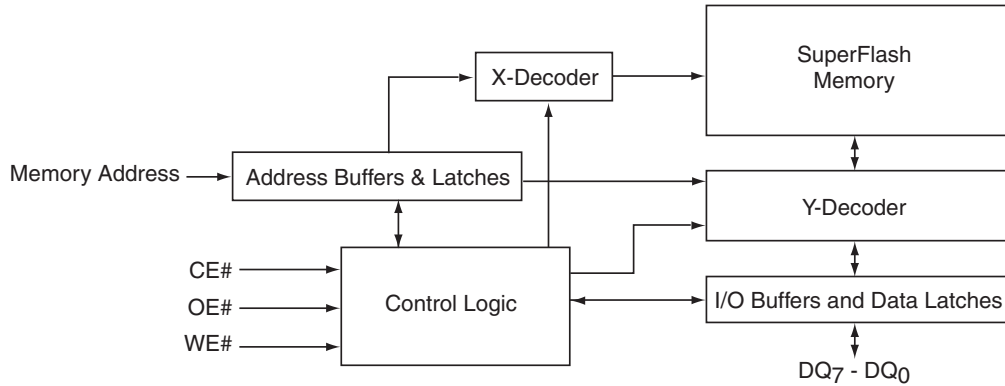 SuperFlash
Memory
X-Decoder
Memory Address
Address Buffers & Latches
Y-Decoder
CE#
OE#
WE#
Control Logic
I/O Buffers and Data Latches
DQ7 - DQ0